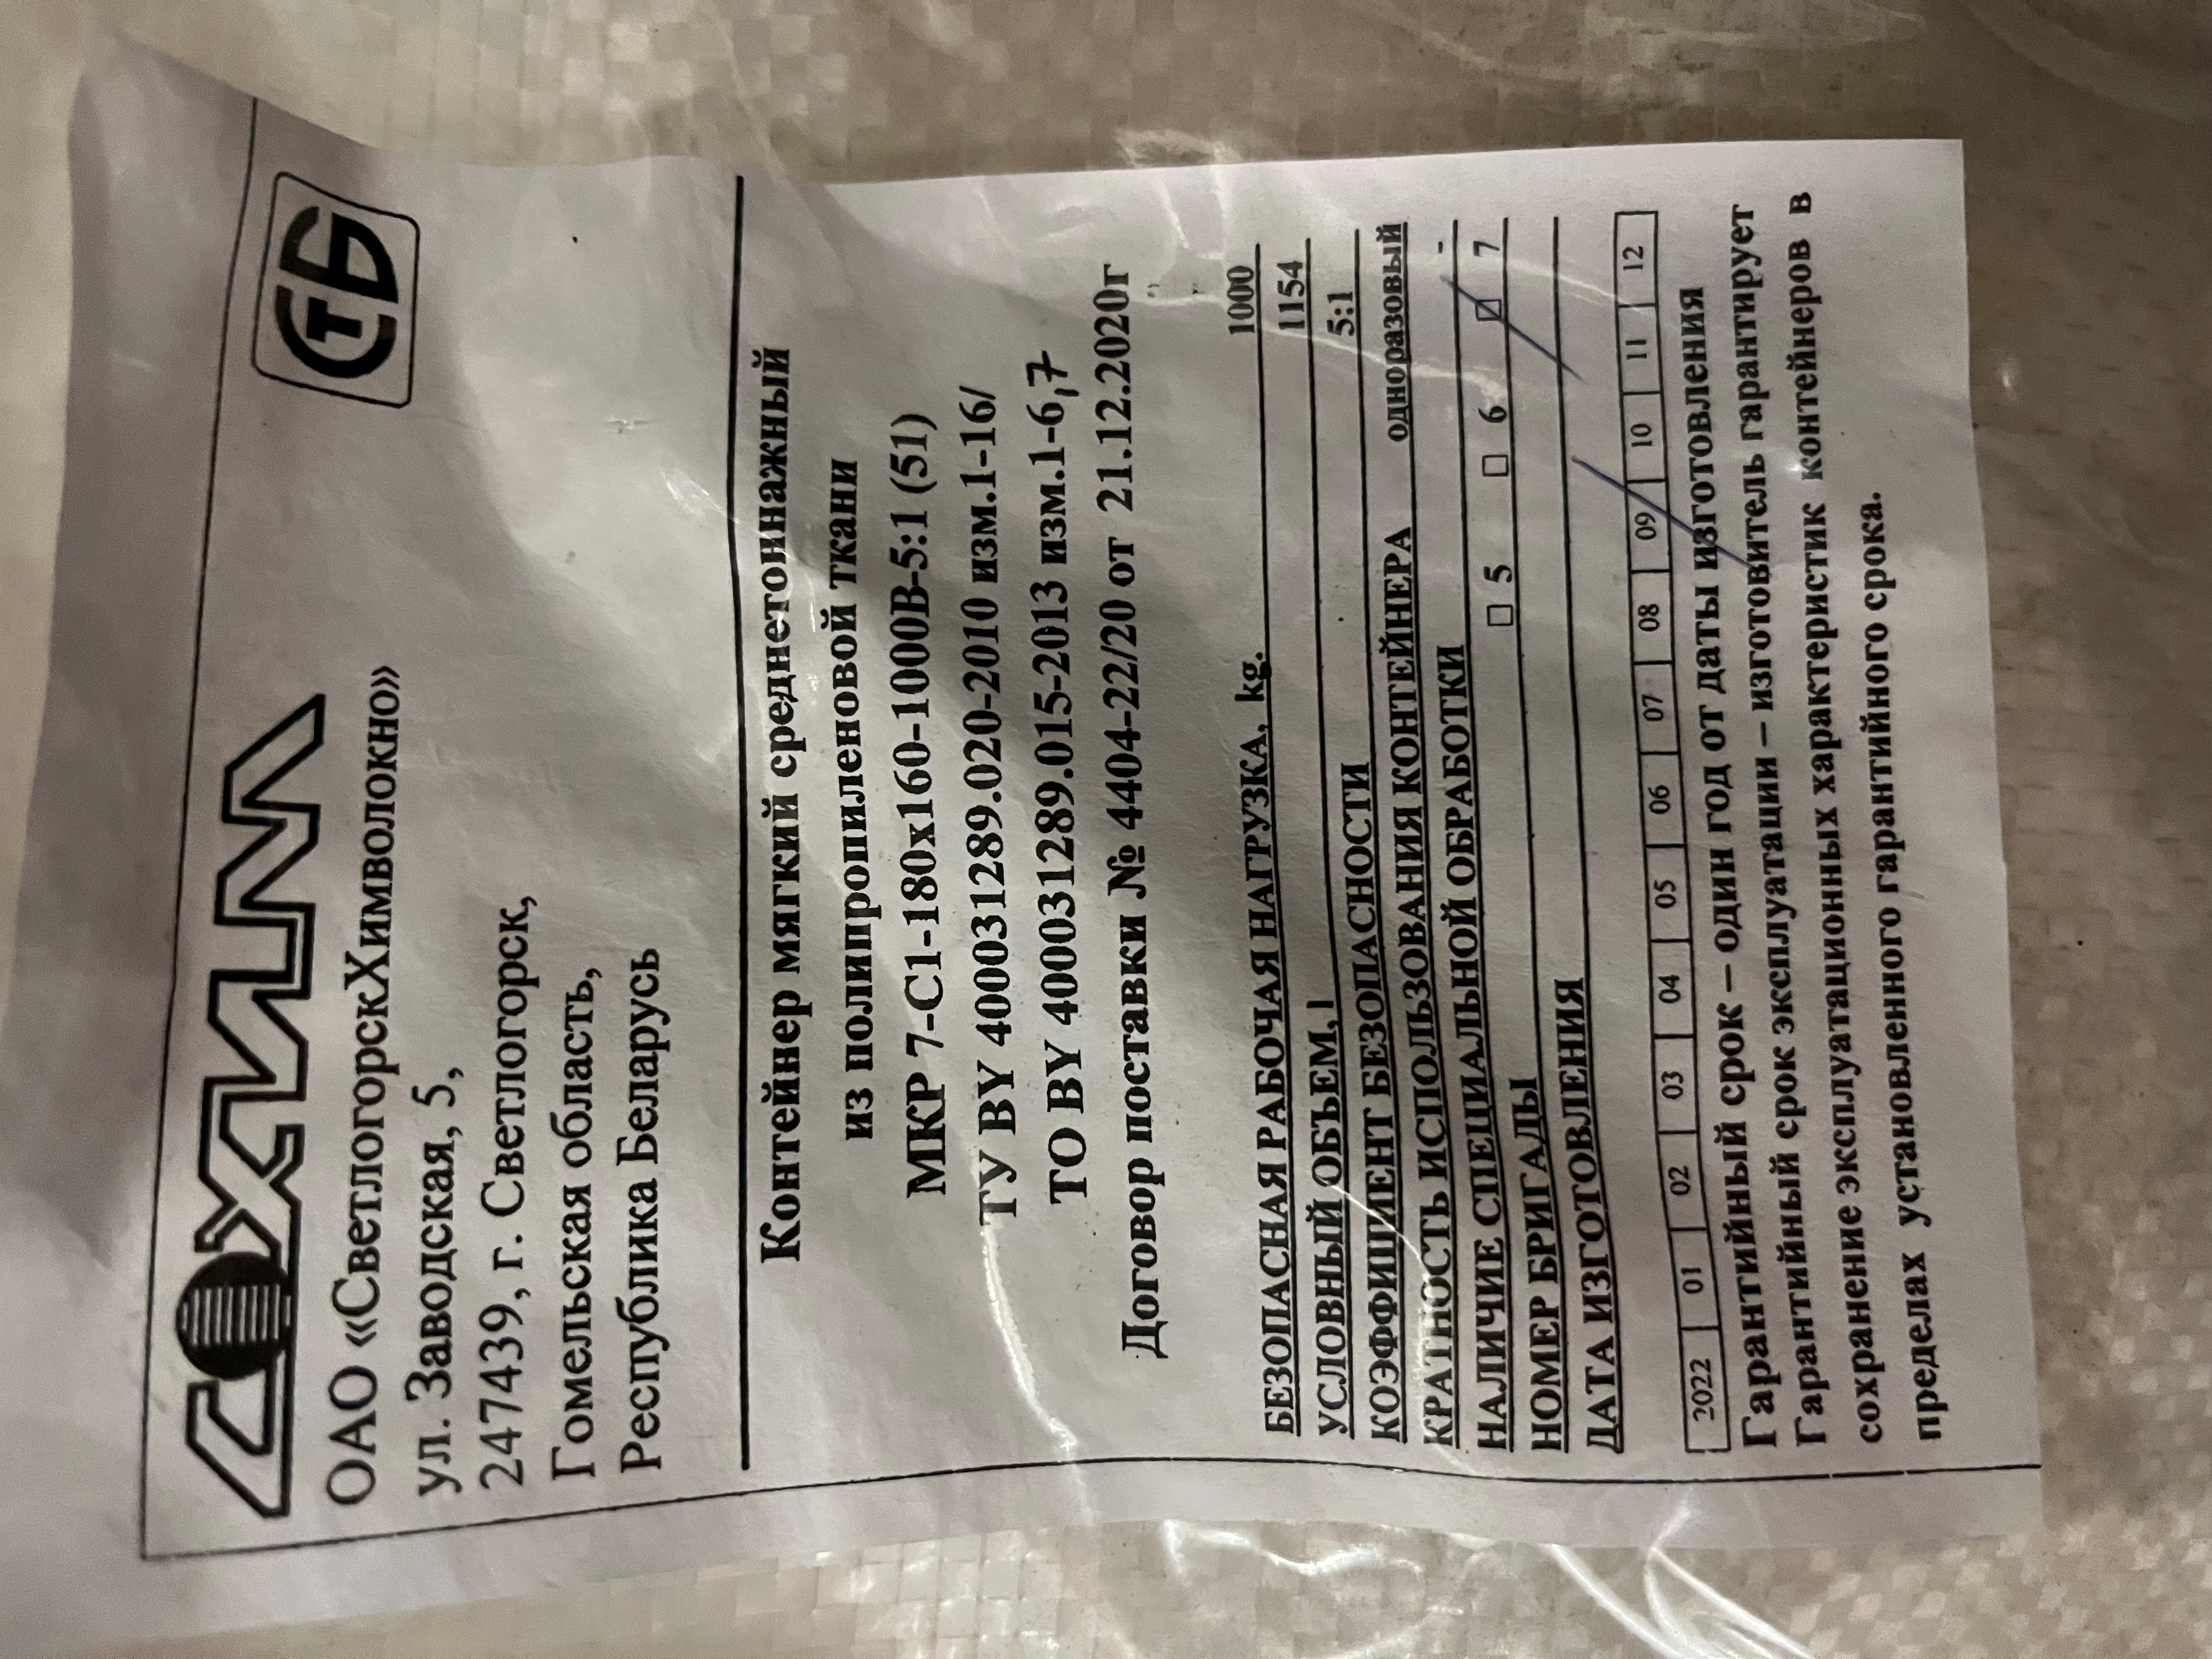 СОХИМ
СТБ
ОАО «СветлогорскХимволокно»
ул. Заводская, 5,
247439, г. Светлогорск,
Гомельская область,
Республика Беларусь
Контейнер мягкий среднетоннажный
из полипропиленовой ткани
МКР 7-С1-180х160-1000В-5:1 (51)
ТУ BY 400031289.020-2010 изм.1-16/
ТО BY 400031289.015-2013 изм.1-6,7
Договор поставки № 4404-22/20 от 21.12.2020г
БЕЗОПАСНАЯ РАБОЧАЯ НАГРУЗКА, kg. 1000
УСЛОВНЫЙ ОБЪЕМ, l 1154
КОЭФФИЦИЕНТ БЕЗОПАСНОСТИ 5:1
КРАТНОСТЬ ИСПОЛЬЗОВАНИЯ КОНТЕЙНЕРА одноразовый
НАЛИЧИЕ СПЕЦИАЛЬНОЙ ОБРАБОТКИ -
НОМЕР БРИГАДЫ □ 5 □ 6 □ 7
ДАТА ИЗГОТОВЛЕНИЯ
2022 01 02 03 04 05 06 07 08 09 10 11 12
Гарантийный срок – один год от даты изготовления
Гарантийный срок эксплуатации – изготовитель гарантирует
сохранение эксплуатационных характеристик контейнеров в
пределах установленного гарантийного срока.